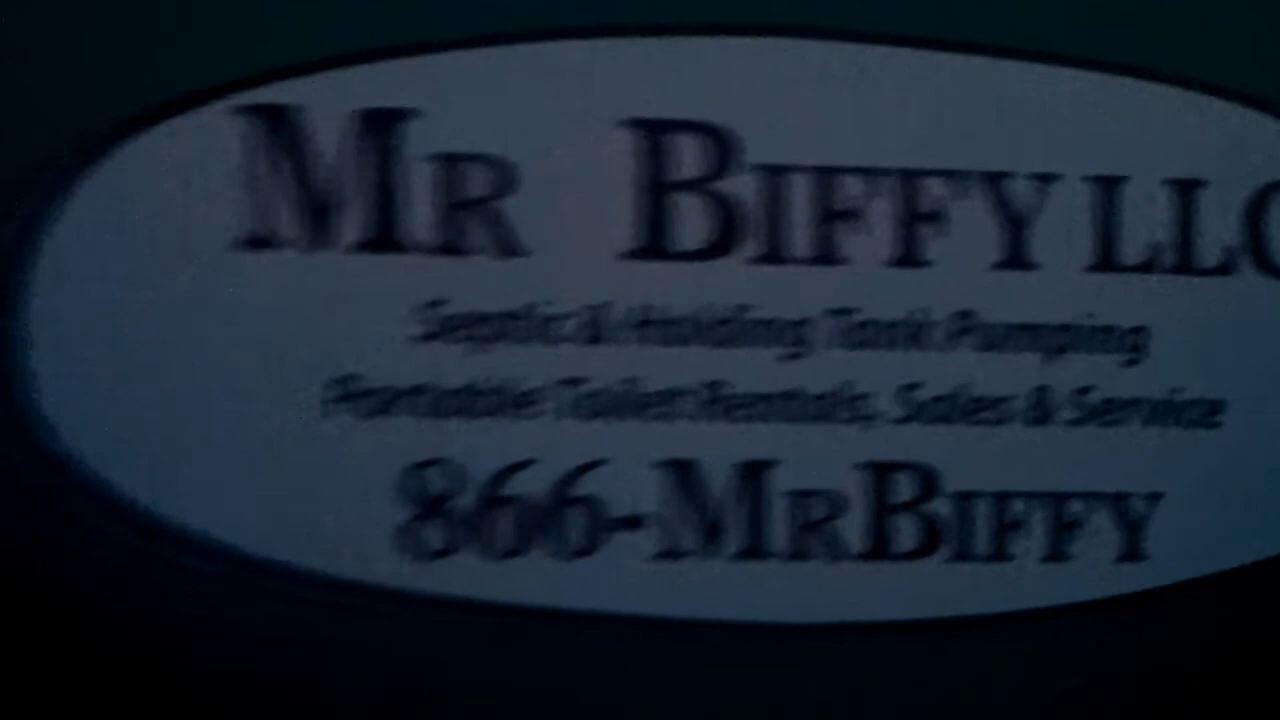 MR BIFFY LLC
Septic & Holding Tank Pumping
Portable Toilet Rentals, Sales & Service
866-MRBIFFY